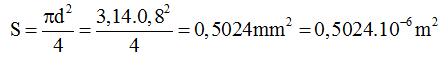 S = πd²/4 = 3,14.0,8²/4 = 0,5024mm² = 0,5024.10⁻⁶ m²